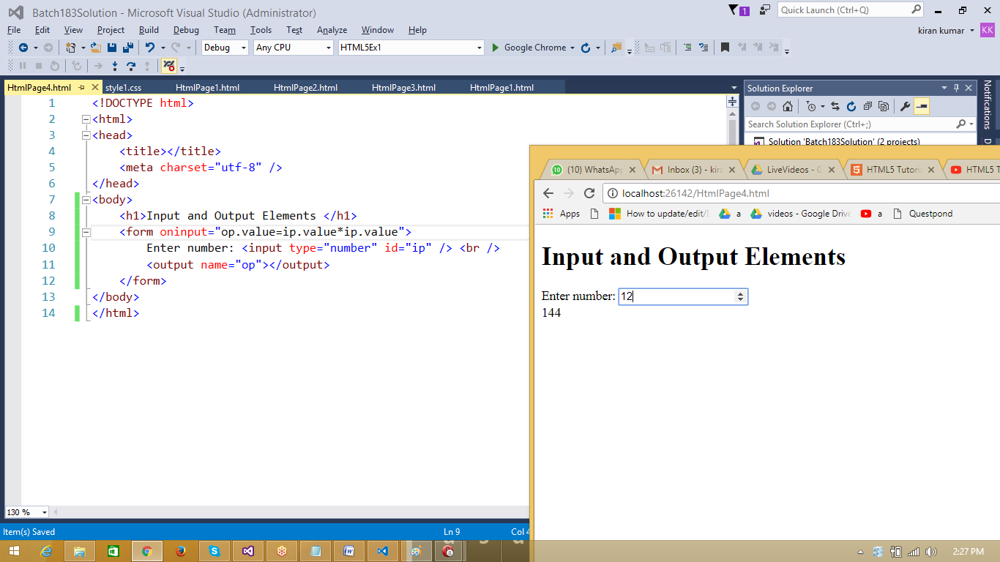 Batch183Solution - Microsoft Visual Studio (Administrator)
1
Quick Launch (Ctrl+Q)
File Edit View Project Build Debug Team Tools Test Analyze Window Help
kiran kumar KK
Debug Any CPU HTML5Ex1 Google Chrome
HtmlPage4.html style1.css HtmlPage1.html HtmlPage2.html HtmlPage3.html HtmlPage1.html
Solution Explorer
Notifications
Search Solution Explorer (Ctrl+;)
Solution 'Batch183Solution' (2 projects)
1 <!DOCTYPE html>
2 <html>
3 <head>
4 <title></title>
5 <meta charset="utf-8" />
6 </head>
7 <body>
8 <h1>Input and Output Elements </h1>
9 <form oninput="op.value=ip.value*ip.value">
10 Enter number: <input type="number" id="ip" /> <br />
11 <output name="op"></output>
12 </form>
13 </body>
14 </html>
(10) WhatsApp Inbox (3) - kira LiveVideos - G HTML5 Tutori HTML5 T
localhost:26142/HtmlPage4.html
Apps How to update/edit/D a videos - Google Drive a Questpond
Input and Output Elements
Enter number: 12
144
130 %
Item(s) Saved Ln 9 Col 4
2:27 PM